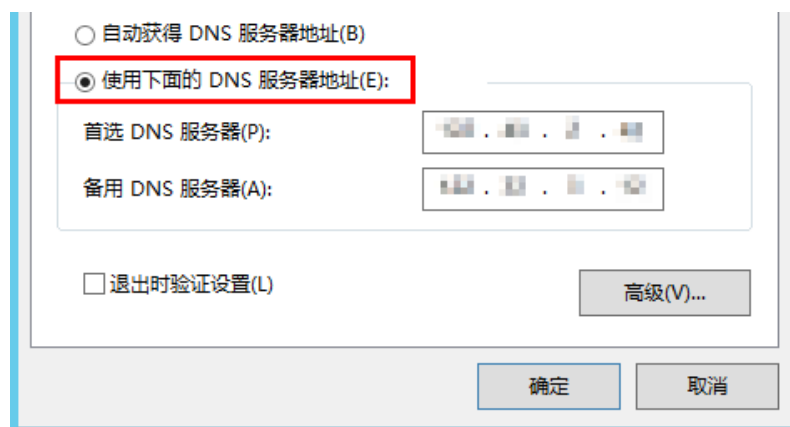 自动获得 DNS 服务器地址(B)
使用下面的 DNS 服务器地址(E):
首选 DNS 服务器(P):
备用 DNS 服务器(A):
退出时验证设置(L)
高级(V)...
确定
取消